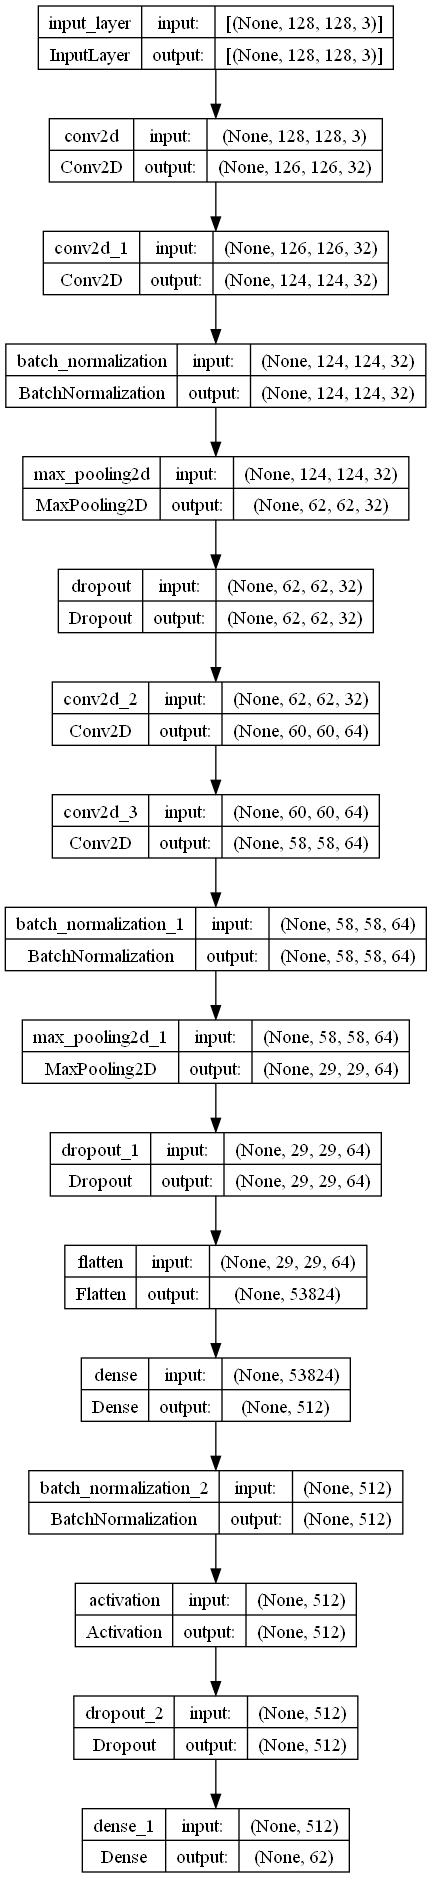 input_layer input: [(None, 128, 128, 3)]
InputLayer output: [(None, 128, 128, 3)]
conv2d input: (None, 128, 128, 3)
Conv2D output: (None, 126, 126, 32)
conv2d_1 input: (None, 126, 126, 32)
Conv2D output: (None, 124, 124, 32)
batch_normalization input: (None, 124, 124, 32)
BatchNormalization output: (None, 124, 124, 32)
max_pooling2d input: (None, 124, 124, 32)
MaxPooling2D output: (None, 62, 62, 32)
dropout input: (None, 62, 62, 32)
Dropout output: (None, 62, 62, 32)
conv2d_2 input: (None, 62, 62, 32)
Conv2D output: (None, 60, 60, 64)
conv2d_3 input: (None, 60, 60, 64)
Conv2D output: (None, 58, 58, 64)
batch_normalization_1 input: (None, 58, 58, 64)
BatchNormalization output: (None, 58, 58, 64)
max_pooling2d_1 input: (None, 58, 58, 64)
MaxPooling2D output: (None, 29, 29, 64)
dropout_1 input: (None, 29, 29, 64)
Dropout output: (None, 29, 29, 64)
flatten input: (None, 29, 29, 64)
Flatten output: (None, 53824)
dense input: (None, 53824)
Dense output: (None, 512)
batch_normalization_2 input: (None, 512)
BatchNormalization output: (None, 512)
activation input: (None, 512)
Activation output: (None, 512)
dropout_2 input: (None, 512)
Dropout output: (None, 512)
dense_1 input: (None, 512)
Dense output: (None, 62)